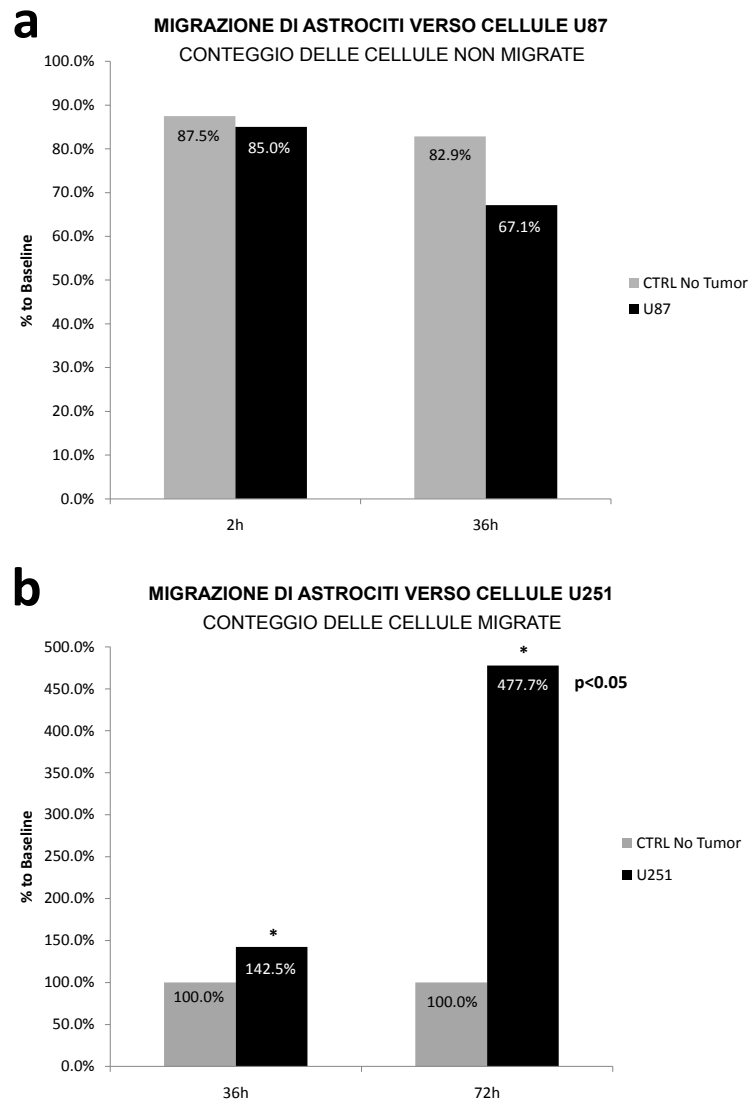 a
MIGRAZIONE DI ASTROCITI VERSO CELLULE U87
CONTEGGIO DELLE CELLULE NON MIGRATE
100.0%
90.0%
80.0%
70.0%
60.0%
50.0%
40.0%
30.0%
20.0%
10.0%
0.0%
% to Baseline
87.5%
85.0%
82.9%
67.1%
2h
36h
CTRL No Tumor
U87
b
MIGRAZIONE DI ASTROCITI VERSO CELLULE U251
CONTEGGIO DELLE CELLULE MIGRATE
500.0%
450.0%
400.0%
350.0%
300.0%
250.0%
200.0%
150.0%
100.0%
50.0%
0.0%
% to Baseline
100.0%
*
142.5%
100.0%
*
477.7%
p<0.05
36h
72h
CTRL No Tumor
U251